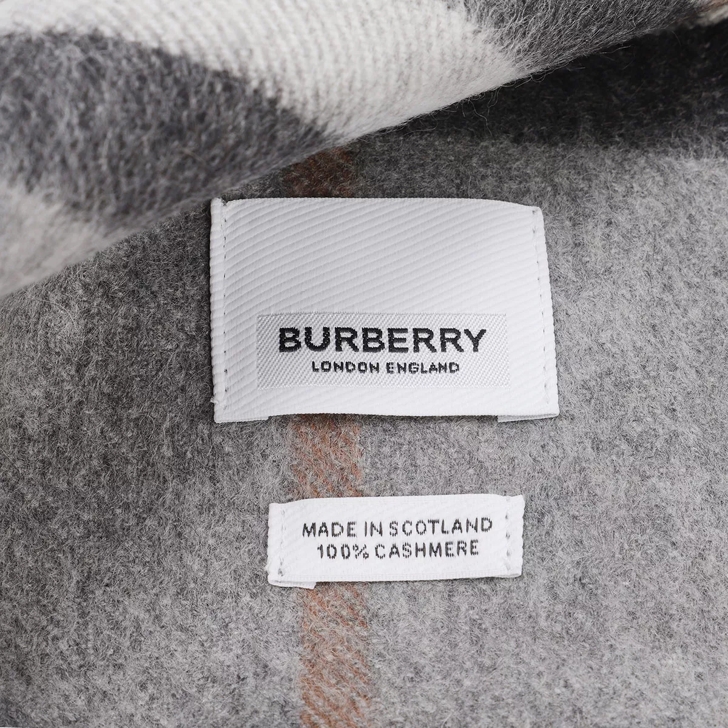 BURBERRY
LONDON ENGLAND
MADE IN SCOTLAND
100% CASHMERE